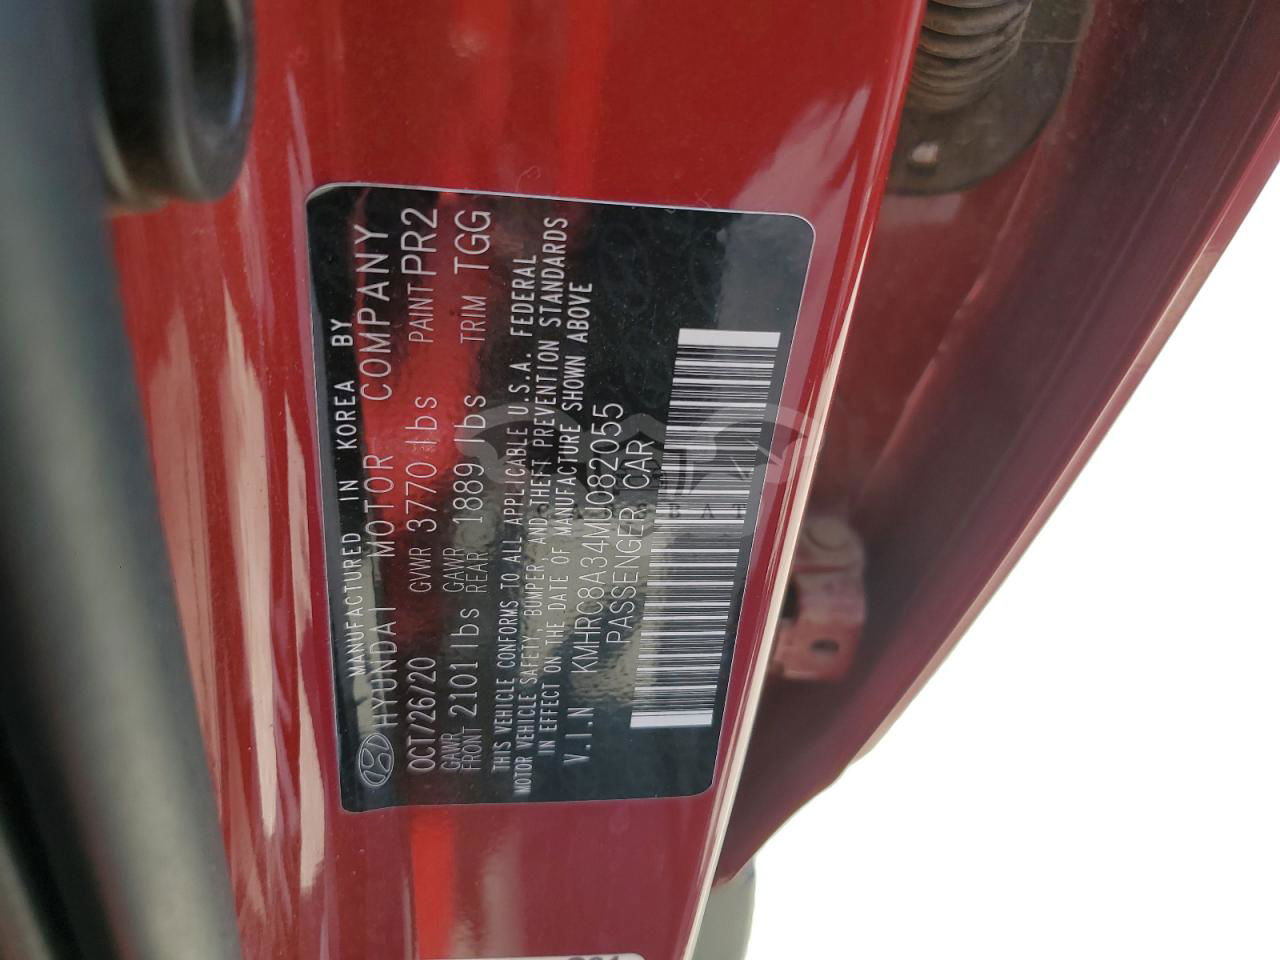 MANUFACTURED IN KOREA BY
HYUNDAI MOTOR COMPANY
OCT/26/20 GVWR 3770 lbs PAINT PR2
GAWR FRONT 2101 lbs GAWR REAR 1889 lbs TRIM TGG
THIS VEHICLE CONFORMS TO ALL APPLICABLE U.S.A. FEDERAL
MOTOR VEHICLE SAFETY, BUMPER, AND THEFT PREVENTION STANDARDS
IN EFFECT ON THE DATE OF MANUFACTURE SHOWN ABOVE
V.I.N KMHRC8A34MU082055
PASSENGER CAR